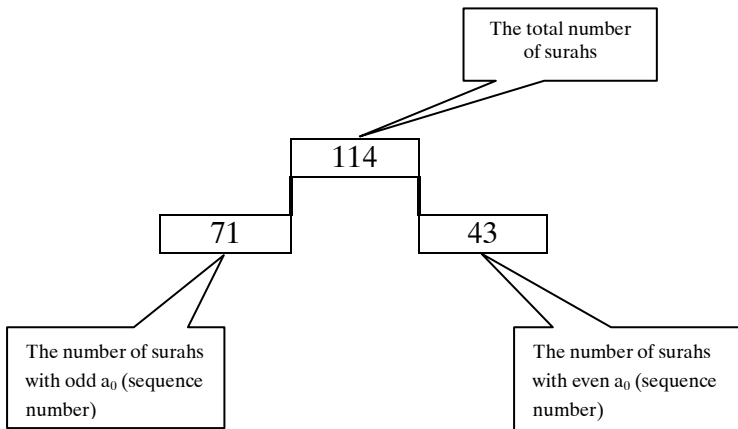 The total number
of surahs
114
71
43
The number of surahs
with odd a₀ (sequence
number)
The number of surahs
with even a₀ (sequence
number)